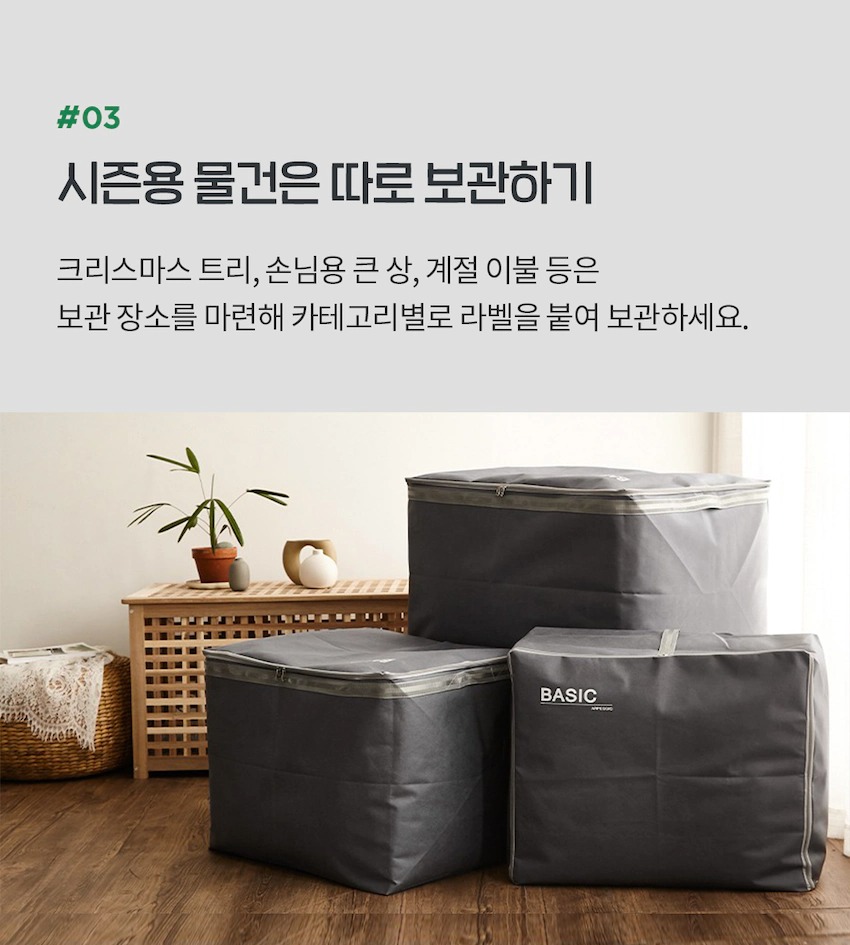 #03
시즌용 물건은 따로 보관하기
크리스마스 트리, 손님용 큰 상, 계절 이불 등은
보관 장소를 마련해 카테고리별로 라벨을 붙여 보관하세요.
BASIC